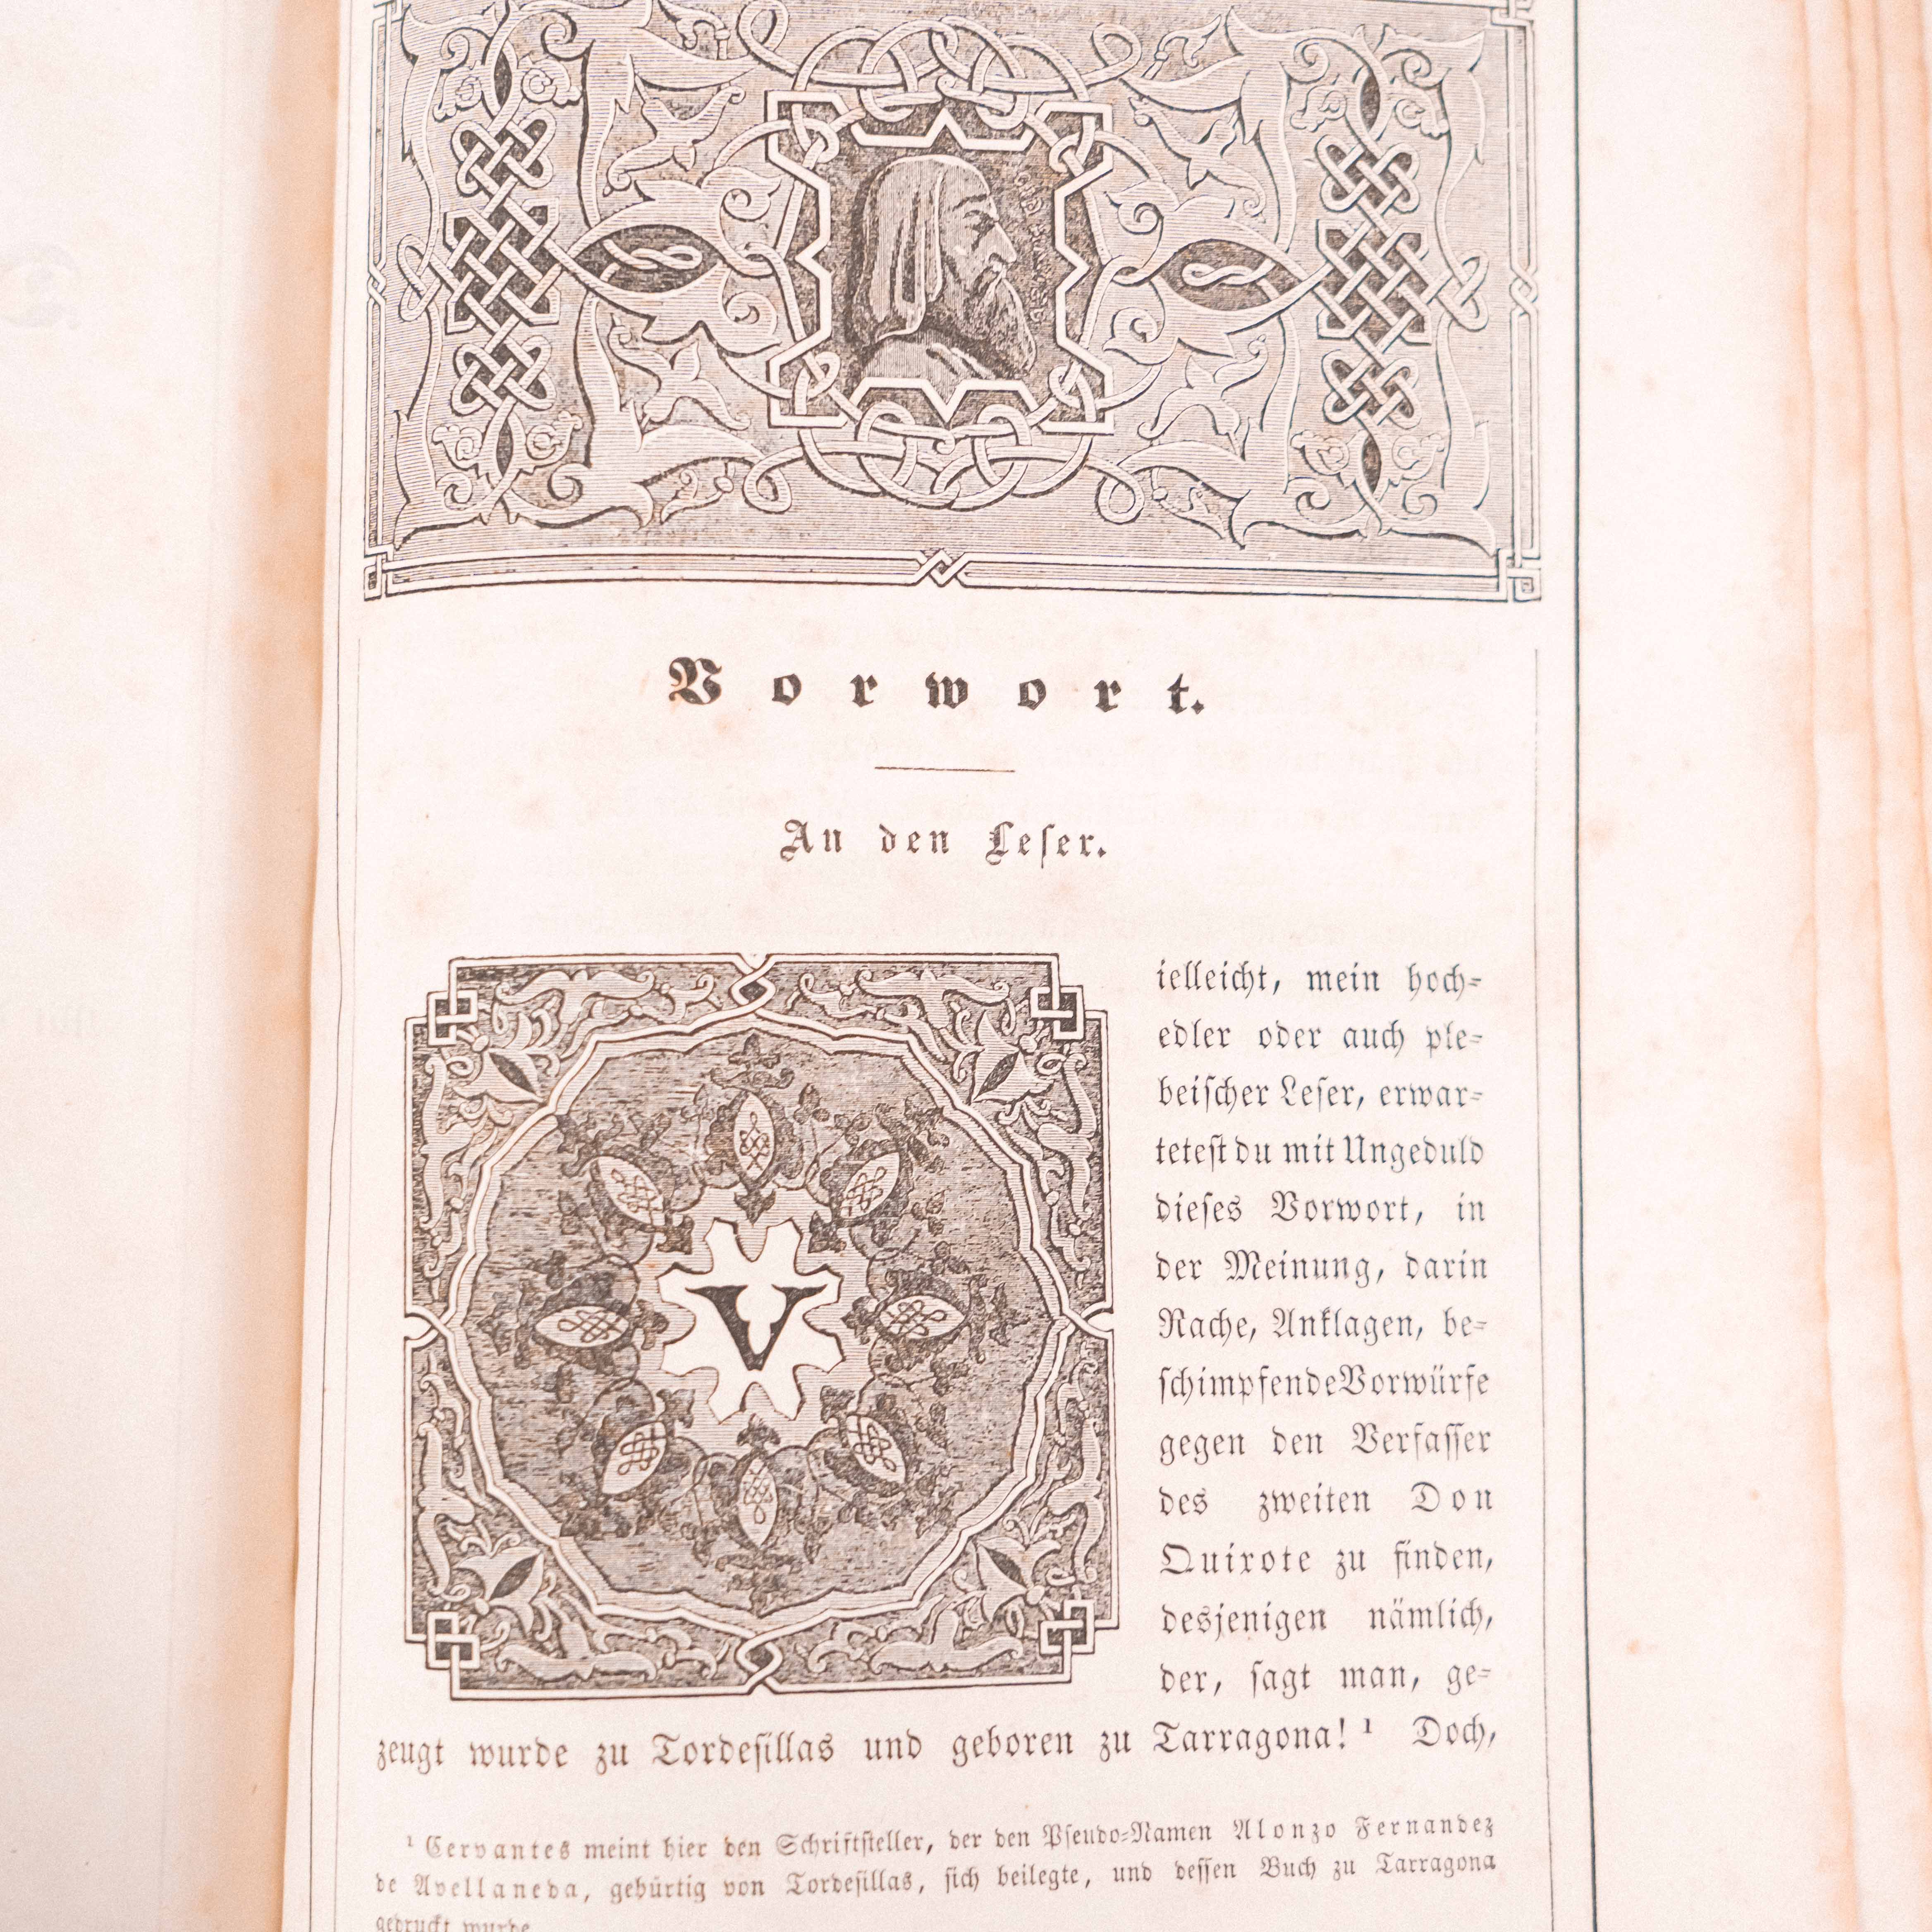 Vorwort.
An den Leſer.
V
ielleicht, mein hoch-
edler oder auch ple-
beiſcher Leſer, erwar-
teteſt du mit Ungeduld
dieſes Vorwort, in
der Meinung, darin
Rache, Anklagen, be-
ſchimpfende Vorwürfe
gegen den Verfaſſer
des zweiten Don
Quixote zu finden,
desjenigen nämlich,
der, ſagt man, ge-
zeugt wurde zu Tordeſillas und geboren zu Tarragona! ¹ Doch,
¹ Cervantes meint hier den Schriftſteller, der den Pſeudo-Namen Alonzo Fernandez
de Avellaneda, gebürtig von Tordeſillas, ſich beilegte, und deſſen Buch zu Tarragona
gedruckt wurde